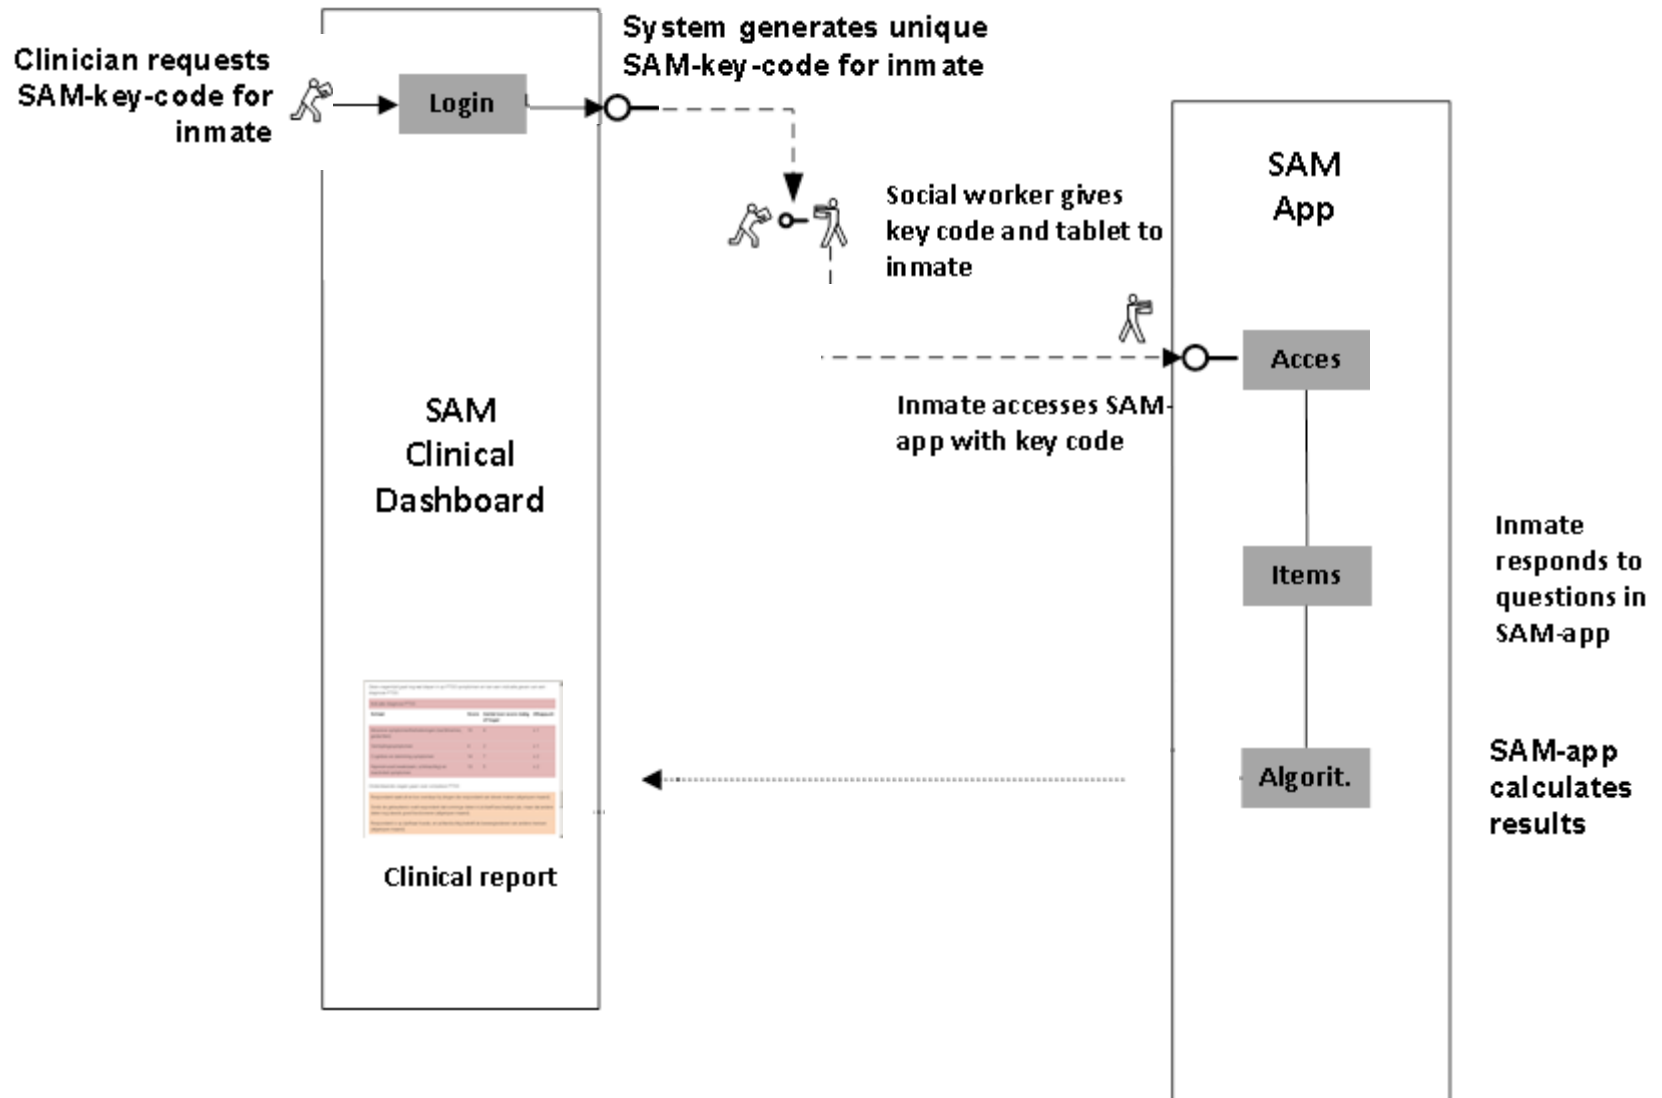 Clinician requests
SAM-key-code for
inmate
Login
System generates unique
SAM-key-code for inmate
Social worker gives
key code and tablet to
inmate
SAM
App
Acces
Inmate accesses SAM-
app with key code
SAM
Clinical
Dashboard
Items
Inmate
responds to
questions in
SAM-app
Algorit.
SAM-app
calculates
results
Clinical report